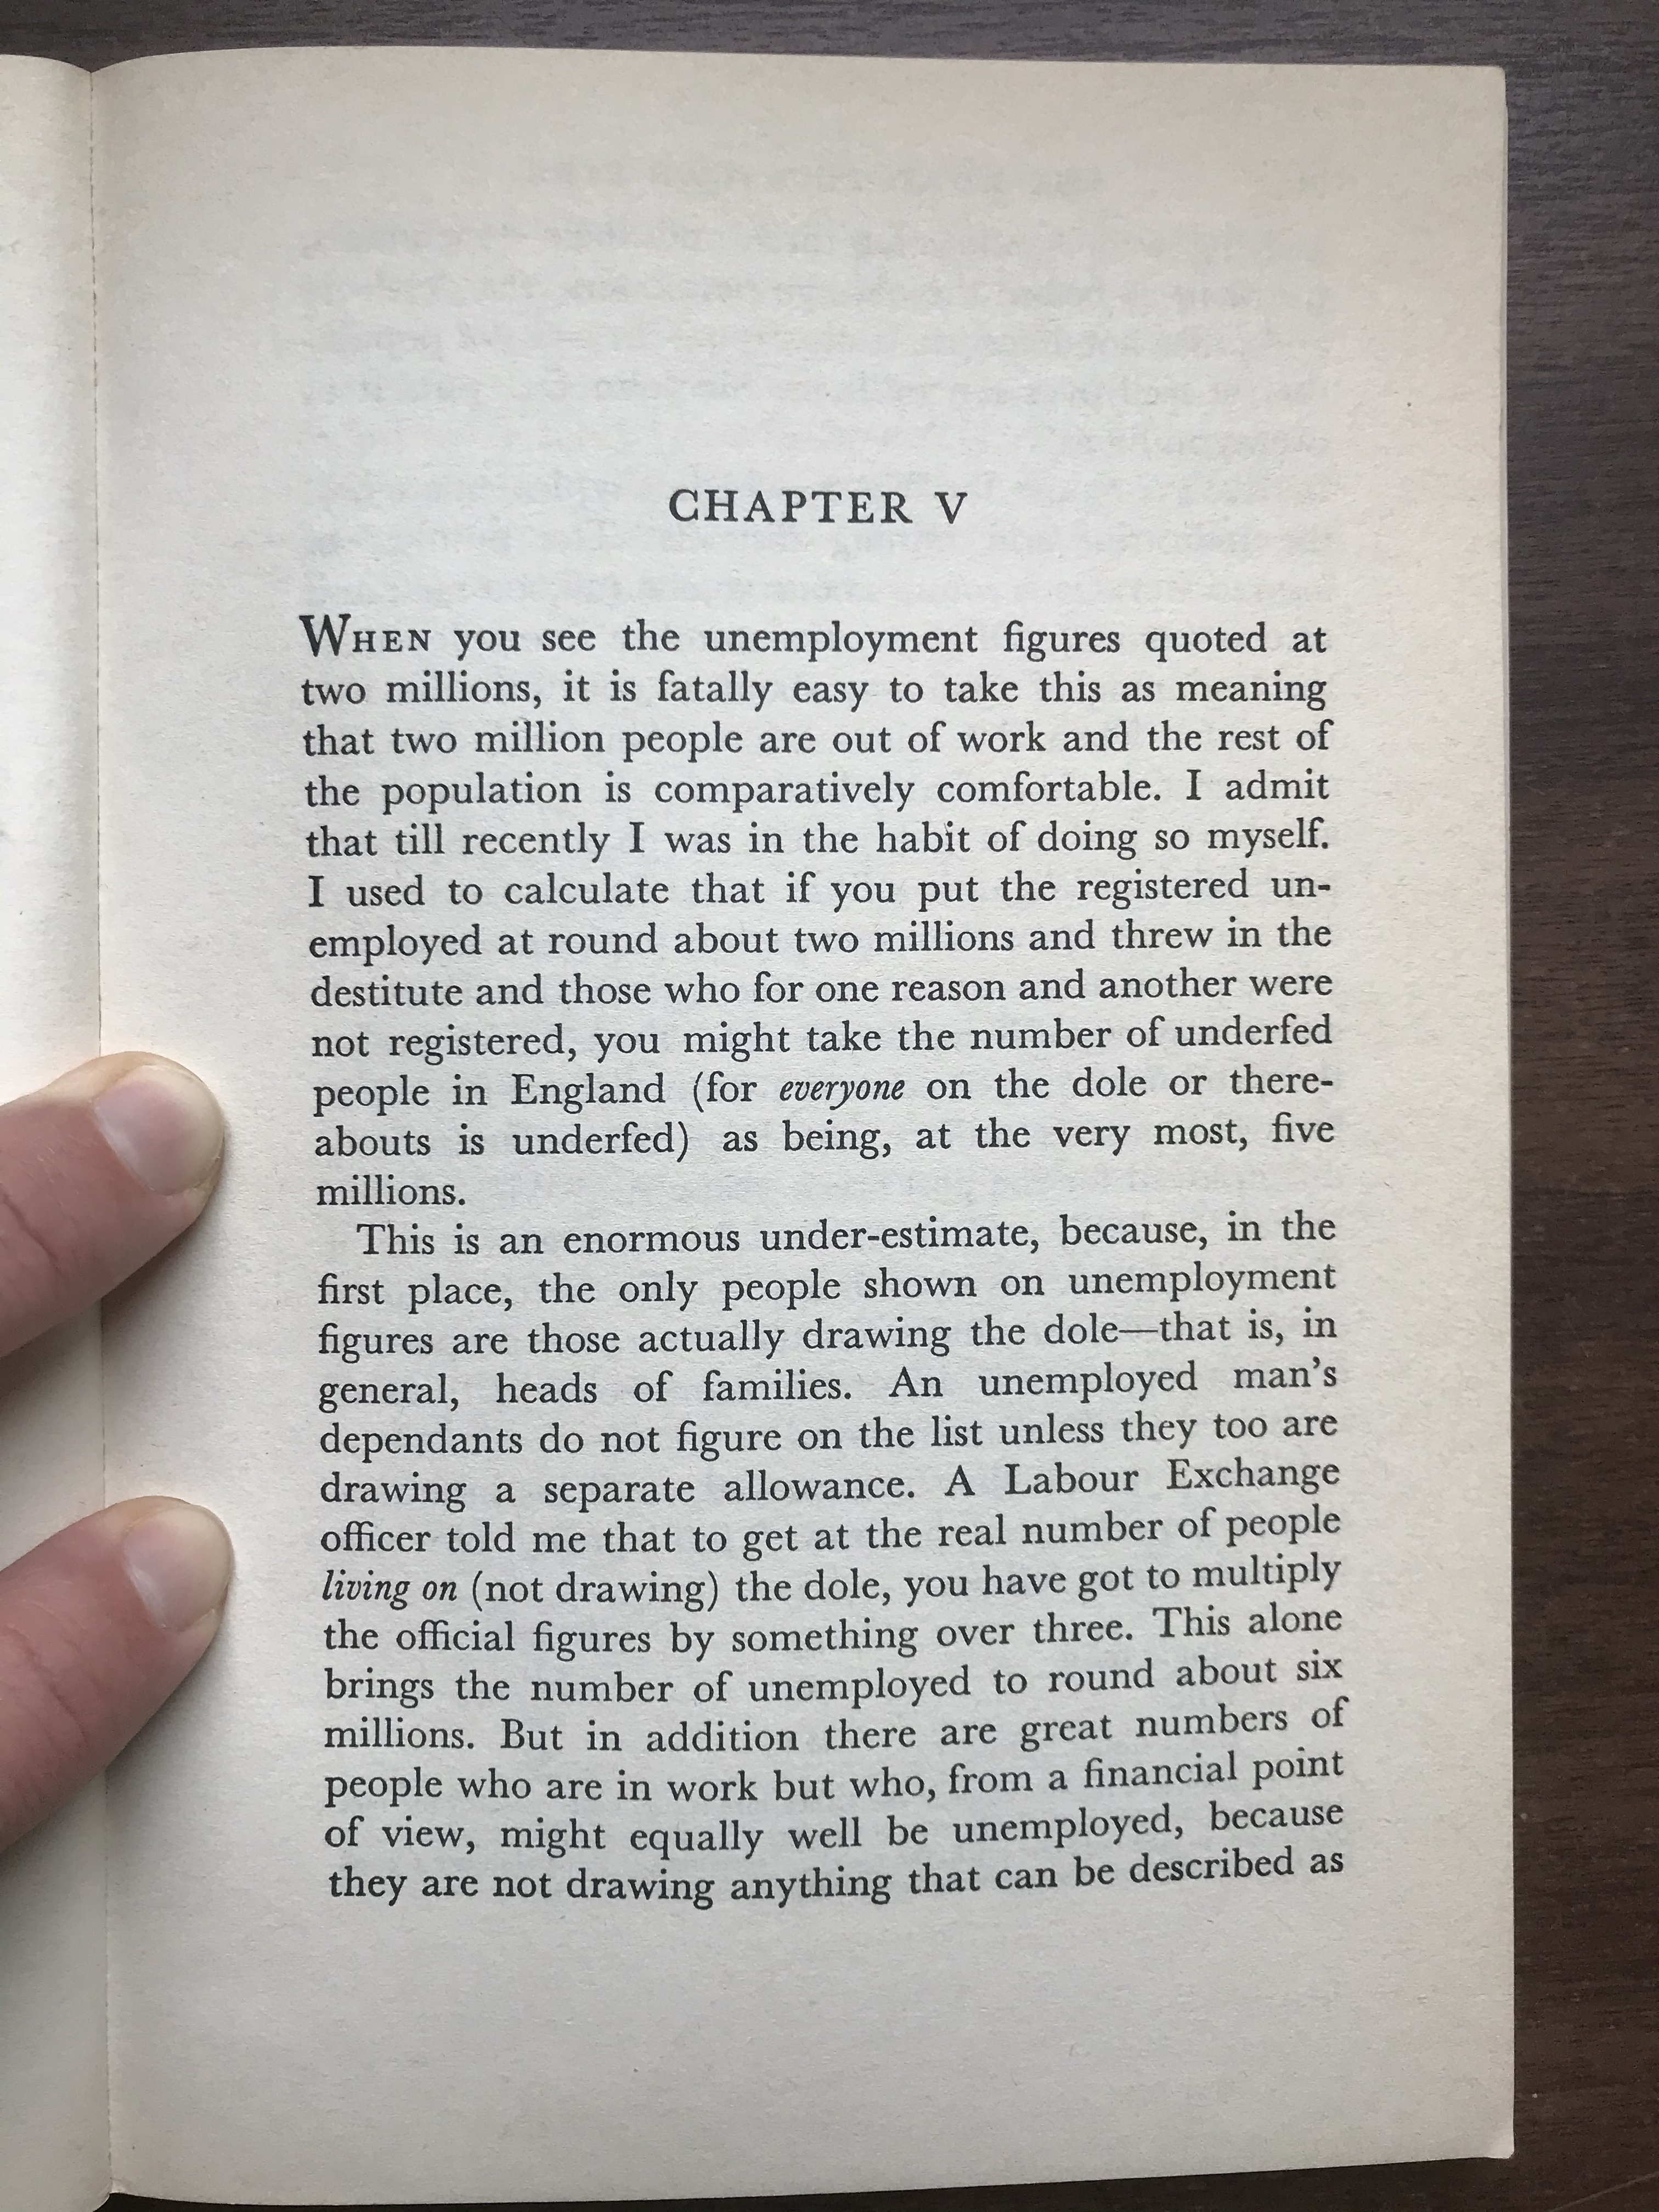 CHAPTER V
WHEN you see the unemployment figures quoted at
two millions, it is fatally easy to take this as meaning
that two million people are out of work and the rest of
the population is comparatively comfortable. I admit
that till recently I was in the habit of doing so myself.
I used to calculate that if you put the registered un-
employed at round about two millions and threw in the
destitute and those who for one reason and another were
not registered, you might take the number of underfed
people in England (for everyone on the dole or there-
abouts is underfed) as being, at the very most, five
millions.
This is an enormous under-estimate, because, in the
first place, the only people shown on unemployment
figures are those actually drawing the dole—that is, in
general, heads of families. An unemployed man's
dependants do not figure on the list unless they too are
drawing a separate allowance. A Labour Exchange
officer told me that to get at the real number of people
living on (not drawing) the dole, you have got to multiply
the official figures by something over three. This alone
brings the number of unemployed to round about six
millions. But in addition there are great numbers of
people who are in work but who, from a financial point
of view, might equally well be unemployed, because
they are not drawing anything that can be described as